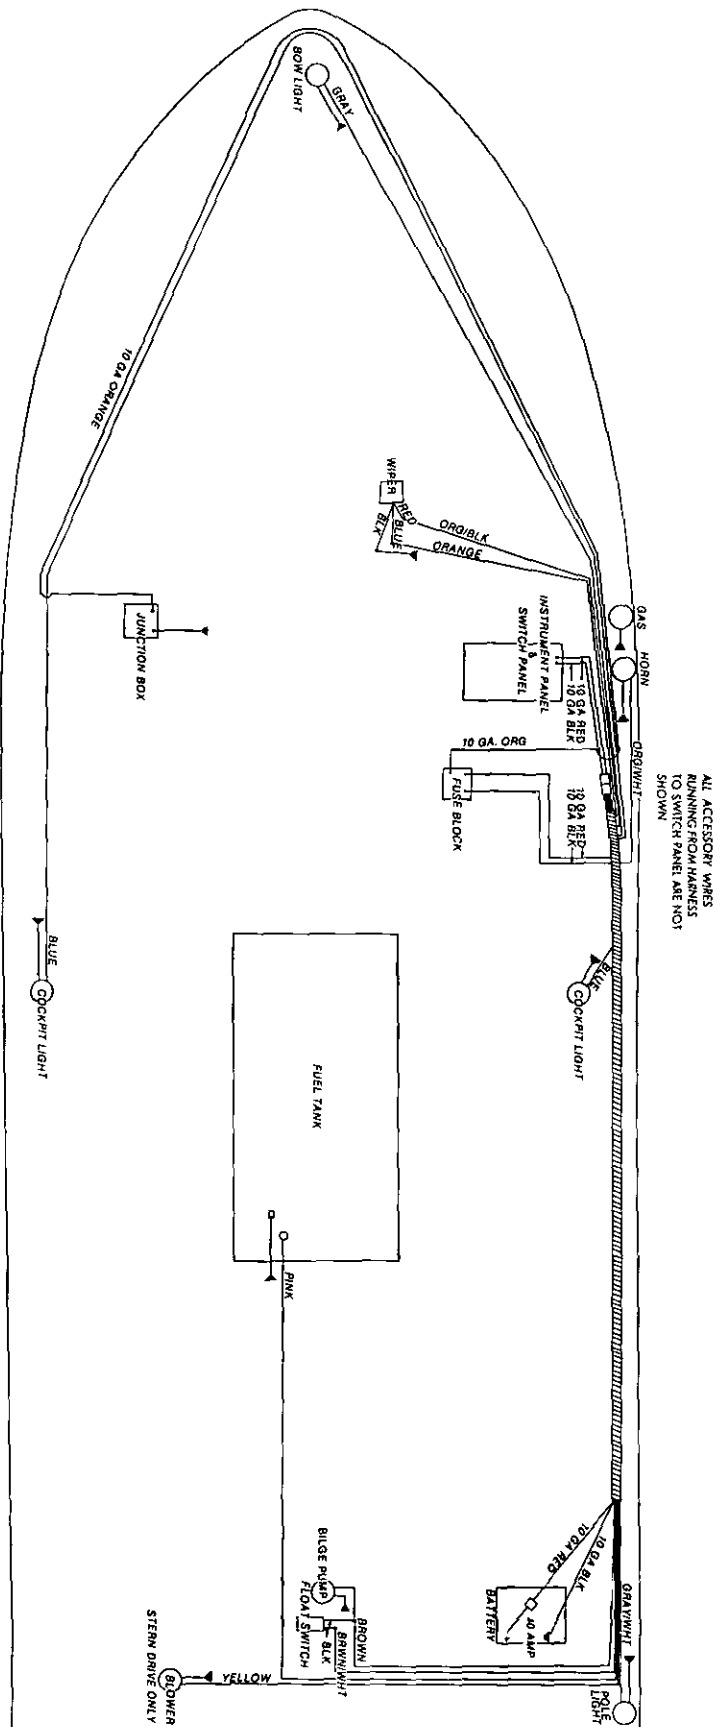 BOW LIGHT
GRAY
10 GA ORANGE
WIPER
RED
BLUE
BLK
ORG/BLK
ORANGE
GAS
HORN
INSTRUMENT PANEL
&
SWITCH PANEL
10 GA RED
10 GA BLK
ORG/WHT
JUNCTION BOX
10 GA. ORG
FUSE BLOCK
10 GA RED
10 GA BLK
ALL ACCESSORY WIRES
RUNNING FROM HARNESS
TO SWITCH PANEL ARE NOT
SHOWN
BLUE
COCKPIT LIGHT
BLUE
COCKPIT LIGHT
FUEL TANK
PINK
10 GA RED
10 GA BLK
BATTERY
40 AMP
GRAY/WHT
POLE
LIGHT
BILGE PUMP
FLOAT SWITCH
BLK
BROWN
BRWN/WHT
YELLOW
BLOWER
STERN DRIVE ONLY